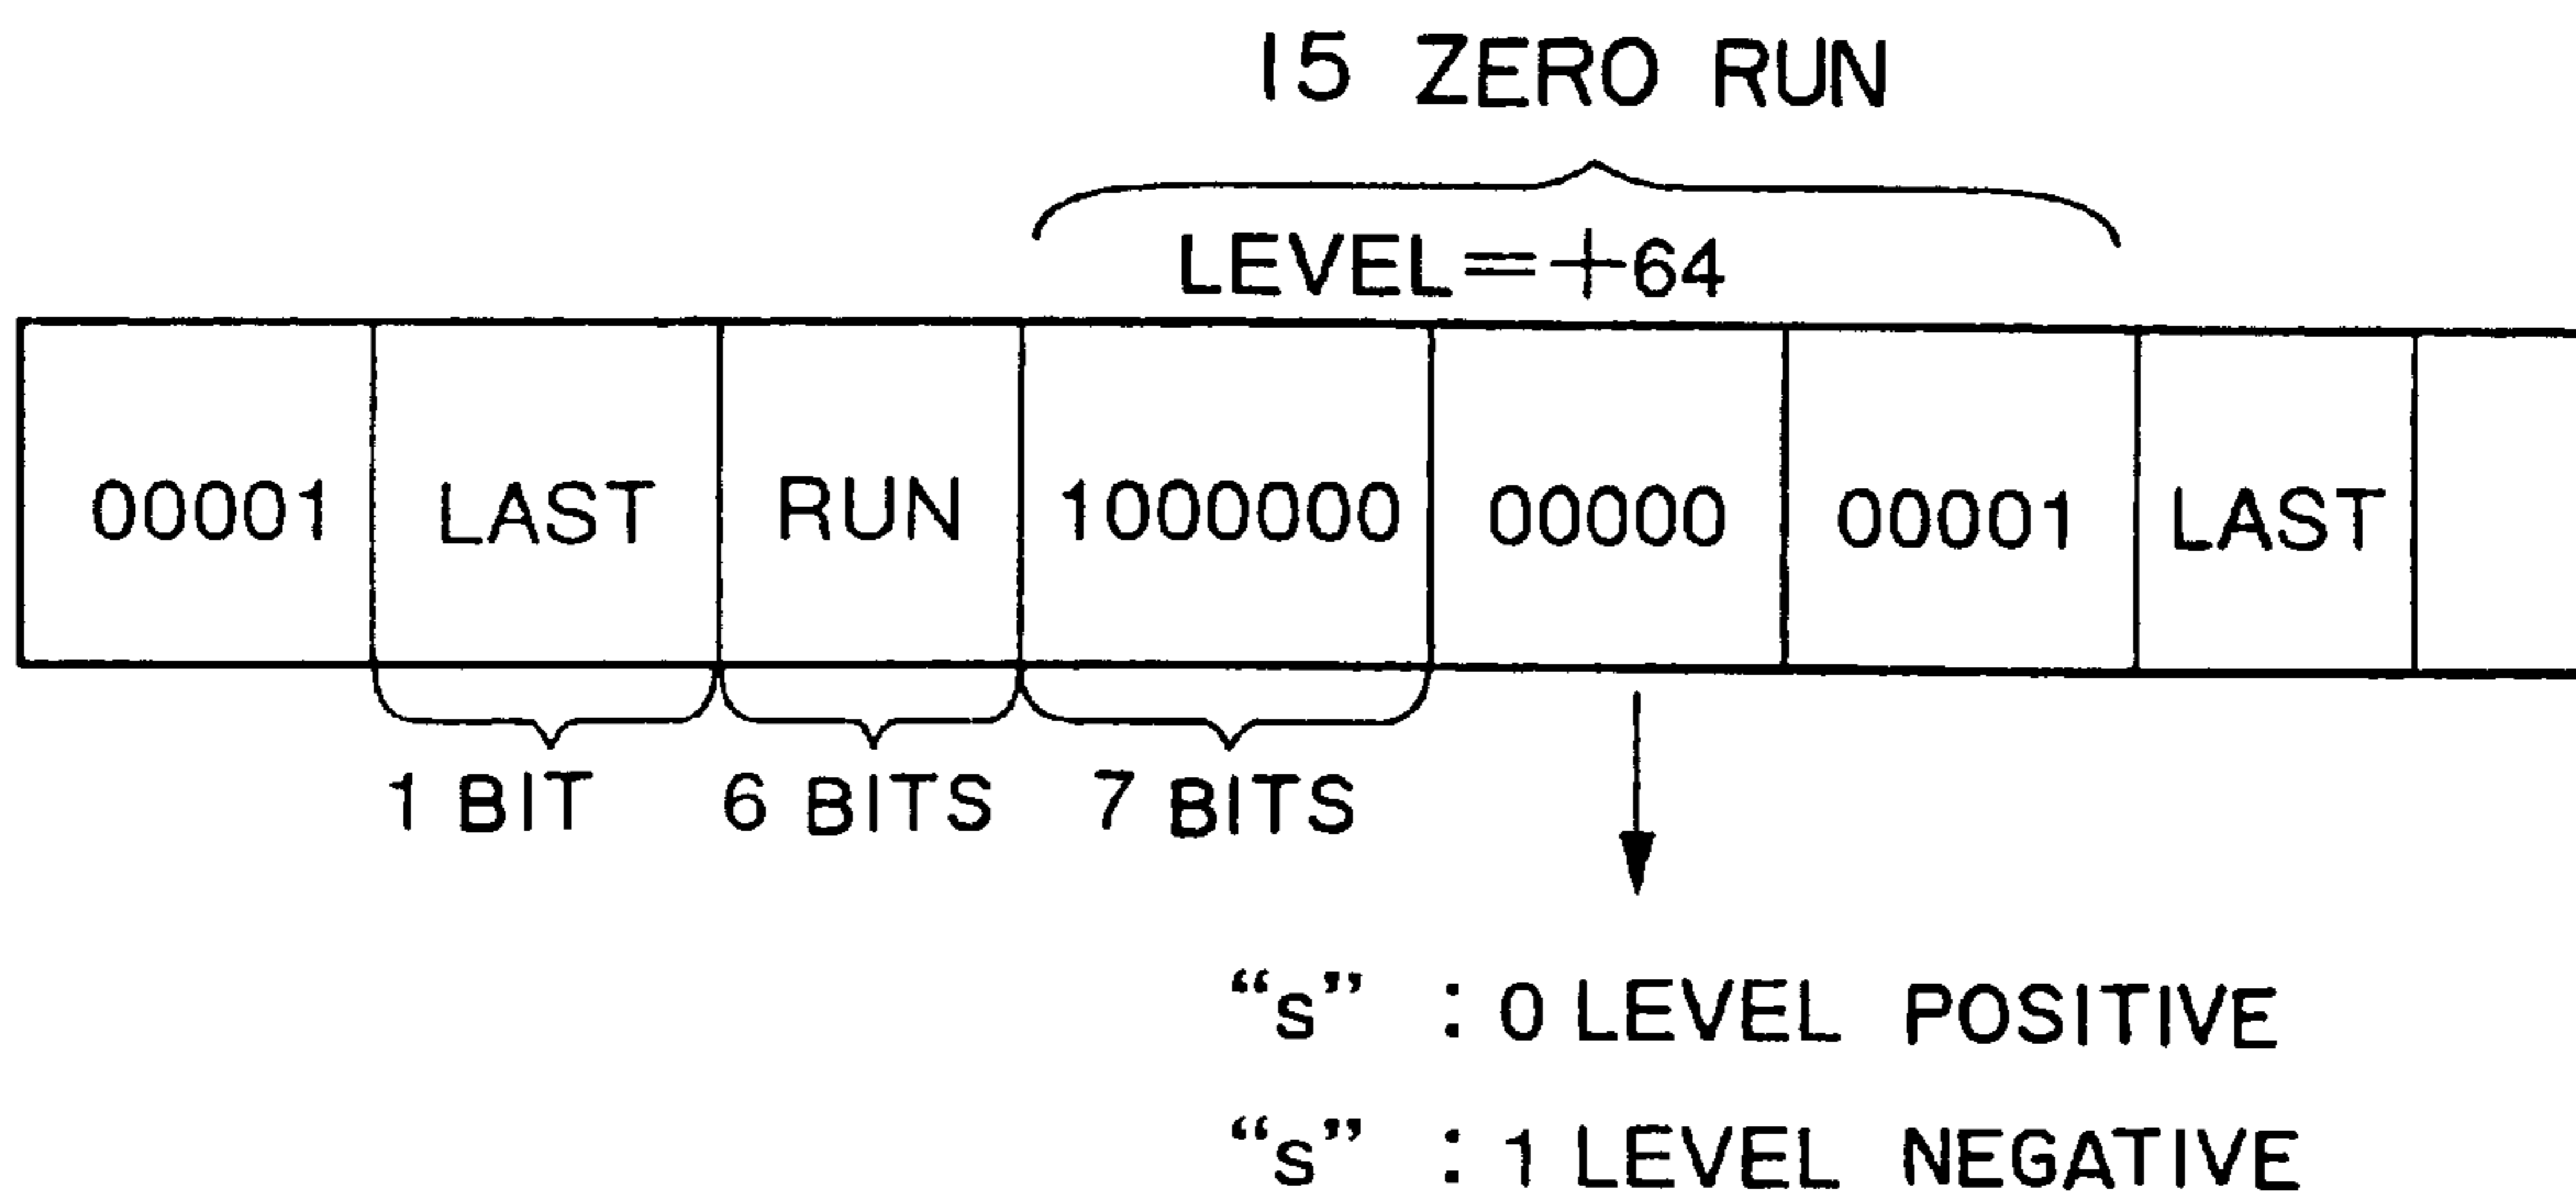 15 ZERO RUN
LEVEL=+64
00001 LAST RUN 1000000 00000 00001 LAST
1 BIT 6 BITS 7 BITS
“s” : 0 LEVEL POSITIVE
“s” : 1 LEVEL NEGATIVE